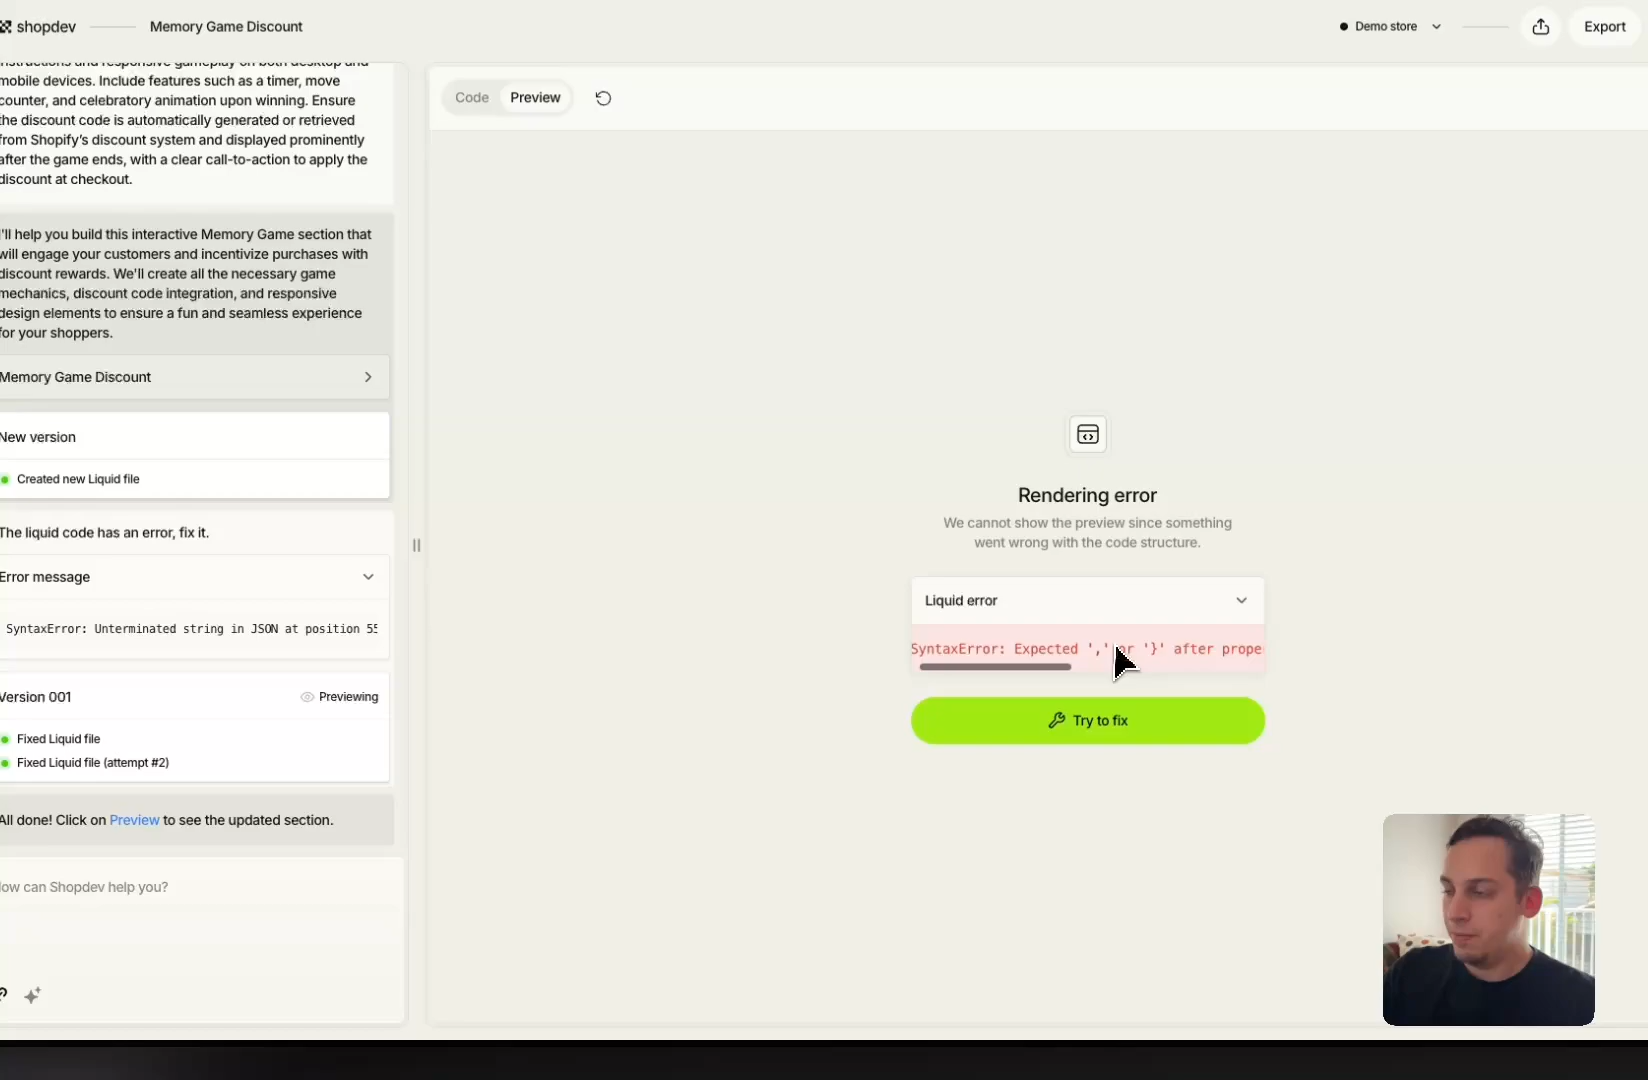 shopdev
Memory Game Discount
Demo store
Export
mobile devices. Include features such as a timer, move
counter, and celebratory animation upon winning. Ensure
the discount code is automatically generated or retrieved
from Shopify's discount system and displayed prominently
after the game ends, with a clear call-to-action to apply the
discount at checkout.
I'll help you build this interactive Memory Game section that
will engage your customers and incentivize purchases with
discount rewards. We'll create all the necessary game
mechanics, discount code integration, and responsive
design elements to ensure a fun and seamless experience
for your shoppers.
Memory Game Discount
New version
Created new Liquid file
The liquid code has an error, fix it.
Error message
SyntaxError: Unterminated string in JSON at position 55
Version 001
Previewing
Fixed Liquid file
Fixed Liquid file (attempt #2)
All done! Click on Preview to see the updated section.
How can Shopdev help you?
Code
Preview
Rendering error
We cannot show the preview since something
went wrong with the code structure.
Liquid error
SyntaxError: Expected ',' or '}' after prope
Try to fix